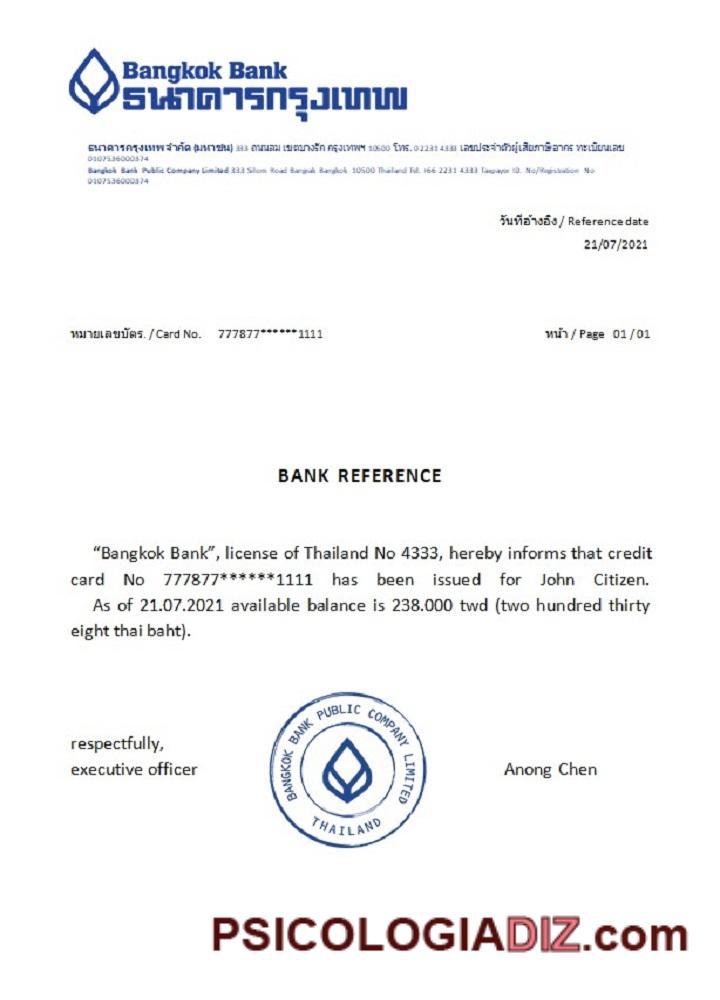 Bangkok Bank
ธนาคารกรุงเทพ
ธนาคารกรุงเทพ จำกัด (มหาชน) 333 ถนนสีลม เขตบางรัก กรุงเทพฯ 10500 โทร. 0 2231 4333 เลขประจำตัวผู้เสียภาษีอากร ทะเบียนเลข
0107536000374
Bangkok Bank Public Company Limited 333 Silom Road Bangrak Bangkok 10500 Thailand Tel. +66 2231 4333 Taxpayer ID. No/Registration No
0107536000374
วันที่อ้างอิง / Reference date
21/07/2021
หมายเลขบัตร. / Card No. 777877******1111
หน้า / Page 01 / 01
BANK REFERENCE
“Bangkok Bank”, license of Thailand No 4333, hereby informs that credit
card No 777877******1111 has been issued for John Citizen.
As of 21.07.2021 available balance is 238.000 twd (two hundred thirty
eight thai baht).
respectfully,
executive officer
BANGKOK BANK PUBLIC COMPANY LIMITED
THAILAND
Anong Chen
PSICOLOGIADIZ.com